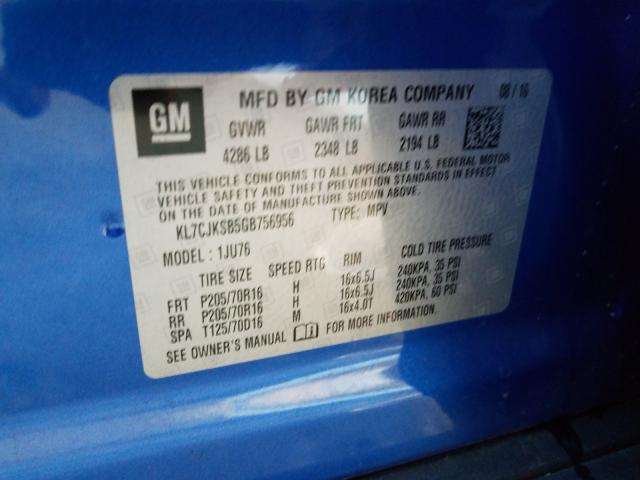 GM
MFD BY GM KOREA COMPANY 08/16
GVWR GAWR FRT GAWR RR
4286 LB 2348 LB 2194 LB
THIS VEHICLE CONFORMS TO ALL APPLICABLE U.S. FEDERAL MOTOR
VEHICLE SAFETY AND THEFT PREVENTION STANDARDS IN EFFECT
ON THE DATE OF MANUFACTURE SHOWN ABOVE.
KL7CJKSB5GB756956 TYPE: MPV
MODEL : 1JU76
TIRE SIZE SPEED RTG RIM COLD TIRE PRESSURE
FRT P205/70R16 H 16x6.5J 240KPA, 35 PSI
RR P205/70R16 H 16x6.5J 240KPA, 35 PSI
SPA T125/70D16 M 16x4.0T 420KPA, 60 PSI
SEE OWNER'S MANUAL FOR MORE INFORMATION.